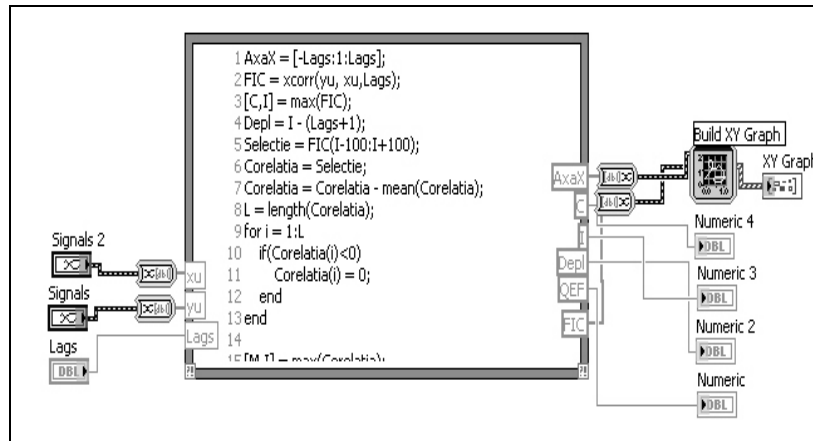 1 AxaX = [-Lags:1:Lags];
2 FIC = xcorr(yu, xu,Lags);
3 [C,I] = max(FIC);
4 Depl = I - (Lags+1);
5 Selectie = FIC(I-100:I+100);
6 Corelatia = Selectie;
7 Corelatia = Corelatia - mean(Corelatia);
8 L = length(Corelatia);
9 for i = 1:L
10 if(Corelatia(i)<0)
11 Corelatia(i) = 0;
12 end
13 end
14
15 [M,I] = max(Corelatia);
Signals 2
xu
Signals
yu
Lags
DBL
Lags
AxaX
C
I
Depl
QEF
FIC
Build XY Graph
XY Graph
Numeric 4
DBL
Numeric 3
DBL
Numeric 2
DBL
Numeric
DBL